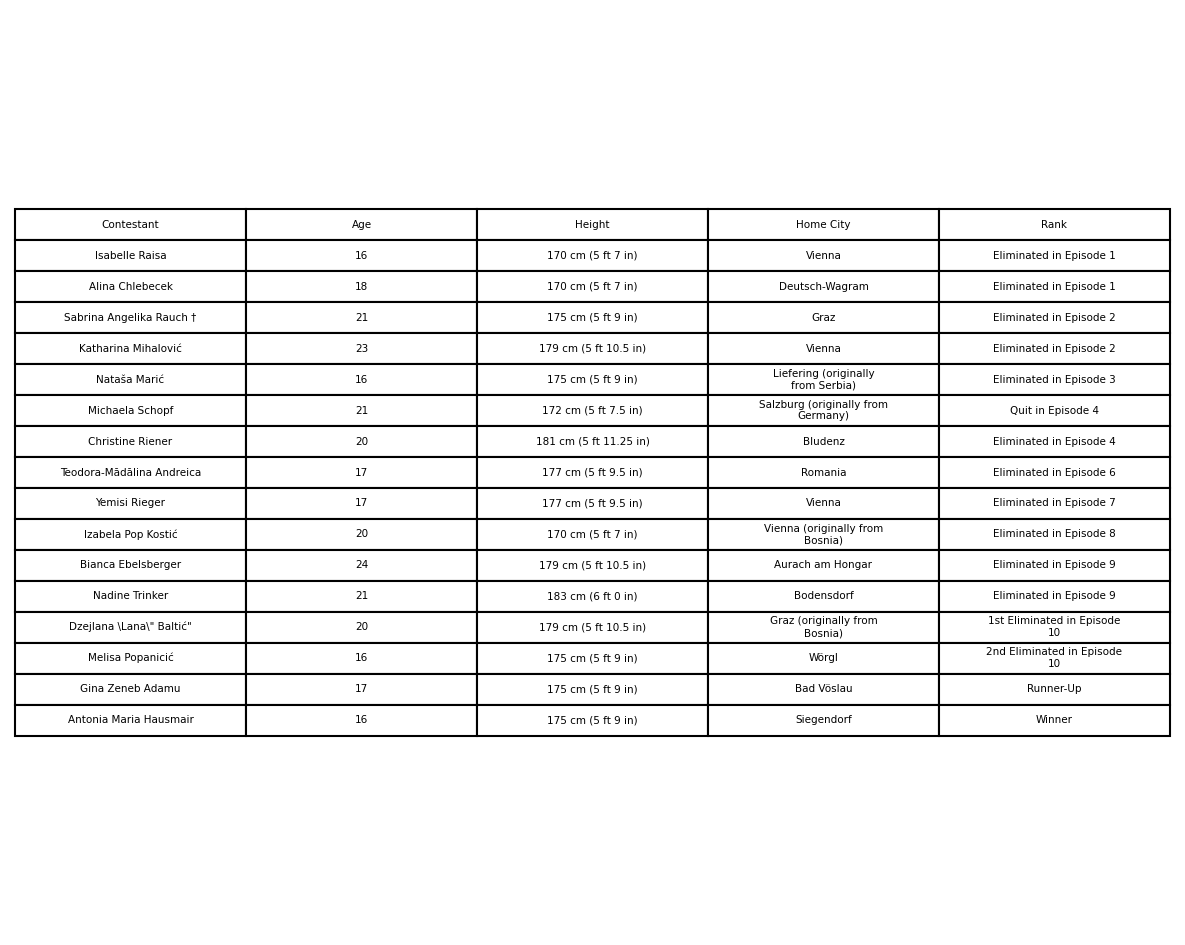 Contestant Age Height Home City Rank
Isabelle Raisa 16 170 cm (5 ft 7 in) Vienna Eliminated in Episode 1
Alina Chlebecek 18 170 cm (5 ft 7 in) Deutsch-Wagram Eliminated in Episode 1
Sabrina Angelika Rauch † 21 175 cm (5 ft 9 in) Graz Eliminated in Episode 2
Katharina Mihalović 23 179 cm (5 ft 10.5 in) Vienna Eliminated in Episode 2
Nataša Marić 16 175 cm (5 ft 9 in) Liefering (originally
from Serbia) Eliminated in Episode 3
Michaela Schopf 21 172 cm (5 ft 7.5 in) Salzburg (originally from
Germany) Quit in Episode 4
Christine Riener 20 181 cm (5 ft 11.25 in) Bludenz Eliminated in Episode 4
Teodora-Mădălina Andreica 17 177 cm (5 ft 9.5 in) Romania Eliminated in Episode 6
Yemisi Rieger 17 177 cm (5 ft 9.5 in) Vienna Eliminated in Episode 7
Izabela Pop Kostić 20 170 cm (5 ft 7 in) Vienna (originally from
Bosnia) Eliminated in Episode 8
Bianca Ebelsberger 24 179 cm (5 ft 10.5 in) Aurach am Hongar Eliminated in Episode 9
Nadine Trinker 21 183 cm (6 ft 0 in) Bodensdorf Eliminated in Episode 9
Dzejlana \Lana\" Baltić" 20 179 cm (5 ft 10.5 in) Graz (originally from
Bosnia) 1st Eliminated in Episode
10
Melisa Popanicić 16 175 cm (5 ft 9 in) Wörgl 2nd Eliminated in Episode
10
Gina Zeneb Adamu 17 175 cm (5 ft 9 in) Bad Vöslau Runner-Up
Antonia Maria Hausmair 16 175 cm (5 ft 9 in) Siegendorf Winner